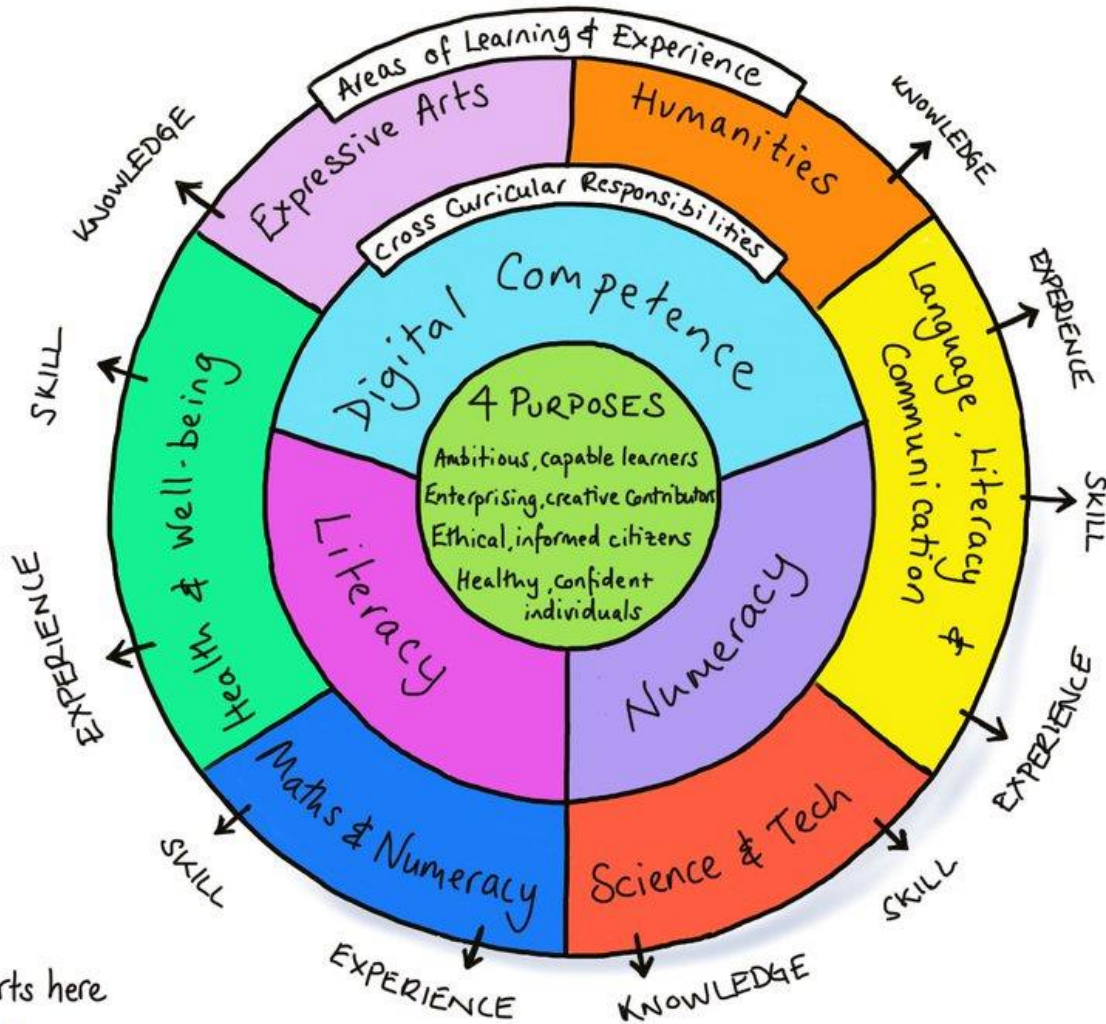 Areas of Learning & Experience
Expressive Arts
Humanities
KNOWLEDGE
KNOWLEDGE
Cross Curricular Responsibilities
Digital Competence
Language, Literacy &
Communication
EXPERIENCE
SKILL
Health & Well-being
4 PURPOSES
Ambitious, capable learners
Enterprising, creative Contributors
Ethical, informed citizens
Healthy, confident
individuals
SKILL
Literacy
Numeracy
EXPERIENCE
EXPERIENCE
Maths & Numeracy
Science & Tech
SKILL
SKILL
EXPERIENCE
KNOWLEDGE
rts here